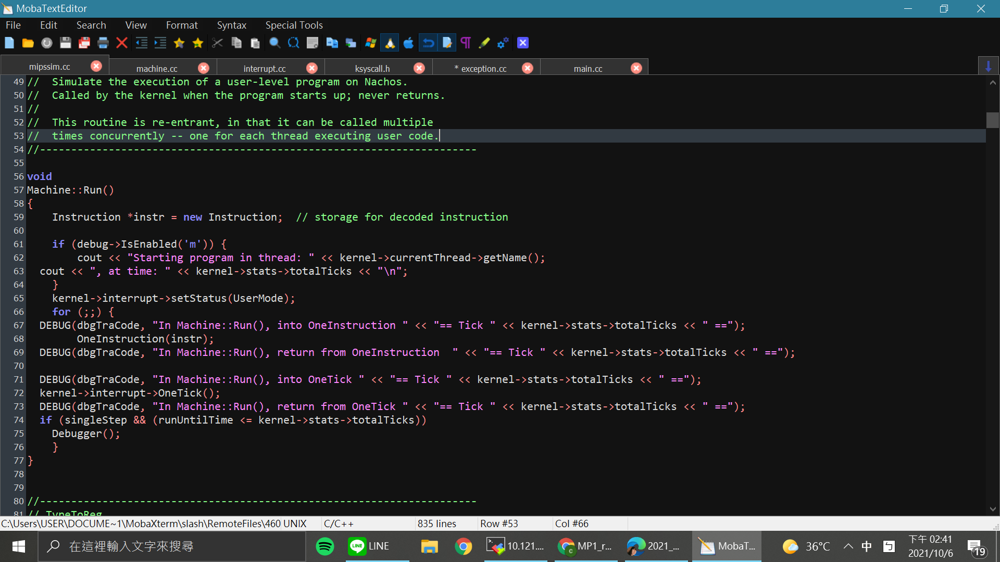 MobaTextEditor
File Edit Search View Format Syntax Special Tools
mipssim.cc machine.cc interrupt.cc ksyscall.h * exception.cc main.cc
49 //  Simulate the execution of a user-level program on Nachos.
50 //  Called by the kernel when the program starts up; never returns.
51 //
52 //  This routine is re-entrant, in that it can be called multiple
53 //  times concurrently -- one for each thread executing user code.
54 //----------------------------------------------------------------------
55
56 void
57 Machine::Run()
58 {
59     Instruction *instr = new Instruction;  // storage for decoded instruction
60
61     if (debug->IsEnabled('m')) {
62         cout << "Starting program in thread: " << kernel->currentThread->getName();
63   cout << ", at time: " << kernel->stats->totalTicks << "\n";
64     }
65     kernel->interrupt->setStatus(UserMode);
66     for (;;) {
67   DEBUG(dbgTraCode, "In Machine::Run(), into OneInstruction " << "== Tick " << kernel->stats->totalTicks << " ==");
68         OneInstruction(instr);
69   DEBUG(dbgTraCode, "In Machine::Run(), return from OneInstruction  " << "== Tick " << kernel->stats->totalTicks << " ==");
70
71   DEBUG(dbgTraCode, "In Machine::Run(), into OneTick " << "== Tick " << kernel->stats->totalTicks << " ==");
72   kernel->interrupt->OneTick();
73   DEBUG(dbgTraCode, "In Machine::Run(), return from OneTick " << "== Tick " << kernel->stats->totalTicks << " ==");
74   if (singleStep && (runUntilTime <= kernel->stats->totalTicks))
75     Debugger();
76     }
77 }
78
79
80 //----------------------------------------------------------------------
81 // TypeToReg
C:\Users\USER\DOCUME~1\MobaXterm\slash\RemoteFiles\460 UNIX C/C++ 835 lines Row #53 Col #66
在這裡輸入文字來搜尋 LINE LINE 10.121.... MP1_r... 2021_... MobaT... 36°C 中 ㄅ 下午 02:41
2021/10/6 19